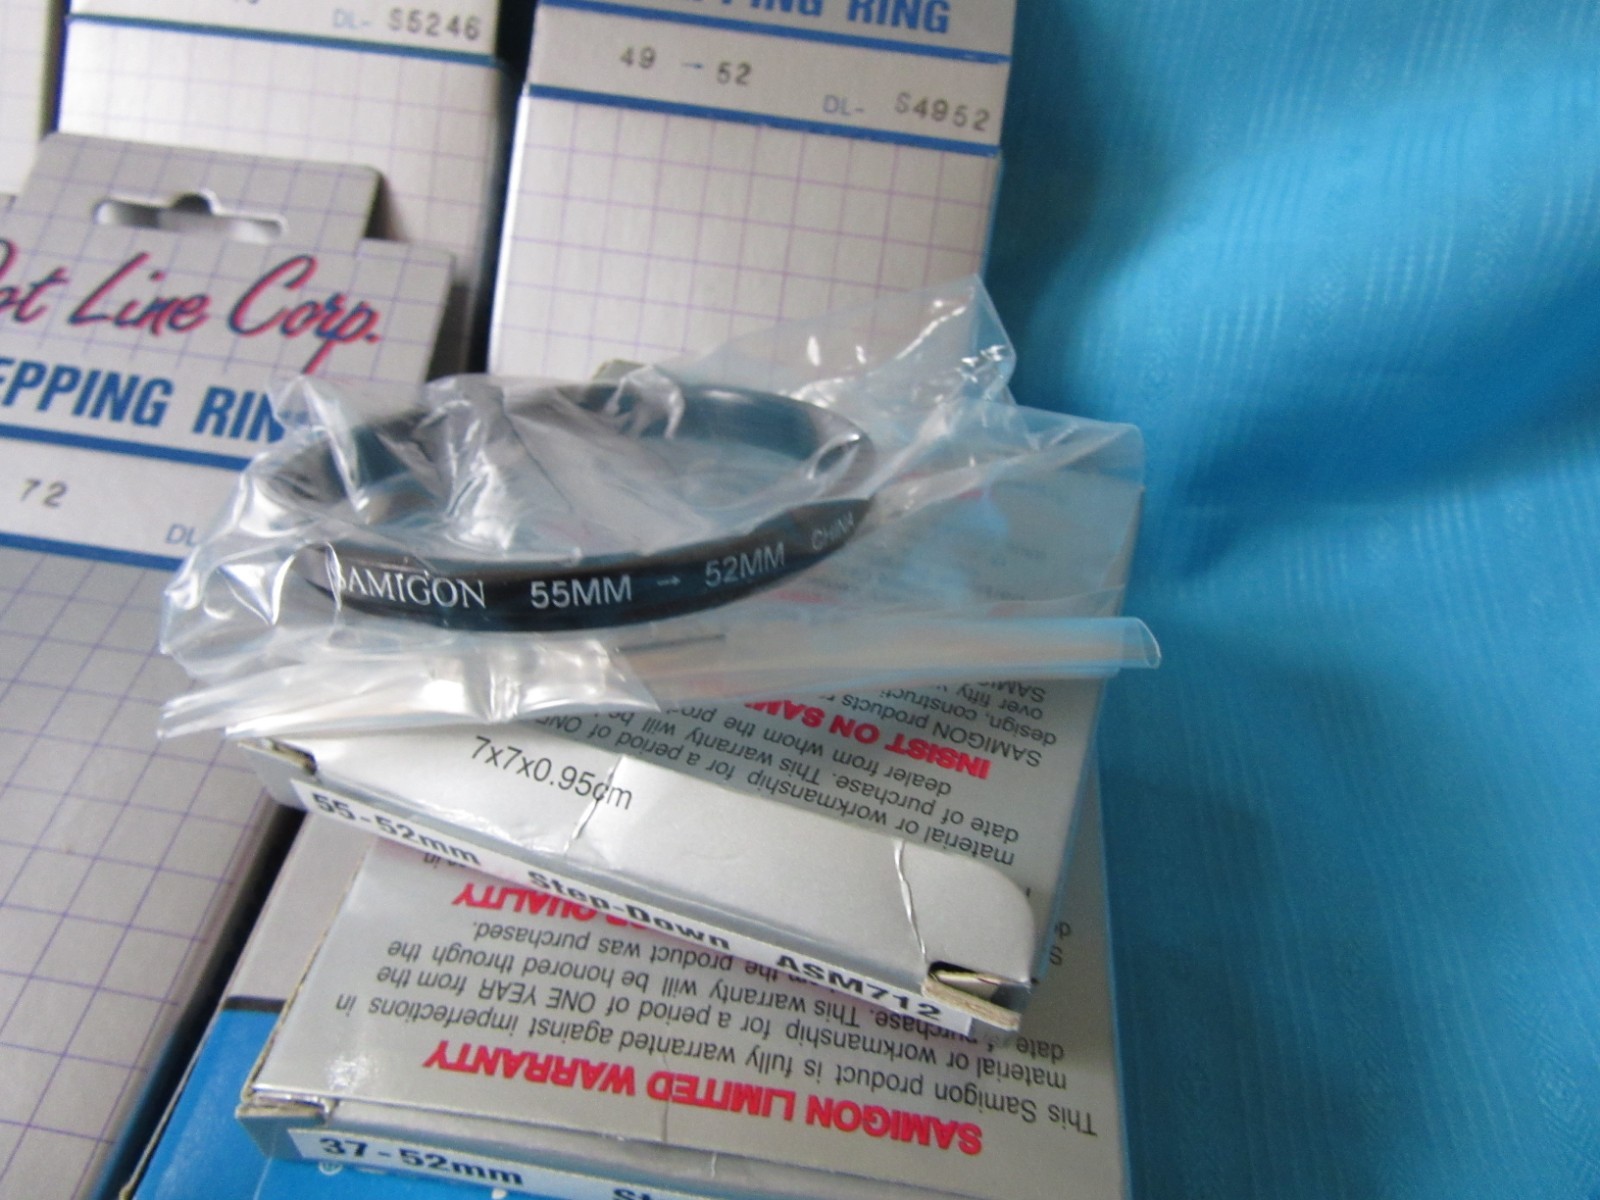 DL- S5246
PPING RING
49 → 52
DL- S4952
ot Line Corp.
EPPING RIN
72
DL
SAMIGON 55MM → 52MM CHINA
SAMIGON
over fifty
design, construct
SAMIGON products
INSIST ON SAM
dealer from whom the pro
of purchase. This warranty will be
date
material or workmanship for a period of ONE
7x7x0.95cm
55-52mm Step-Down ASM712
SAMIGON LIMITED WARRANTY
This Samigon product is fully warranted against imperfections in
material or workmanship for a period of ONE YEAR from the
date purchase. This warranty will be honored through the
the product was purchased.
QUALITY
37-52mm